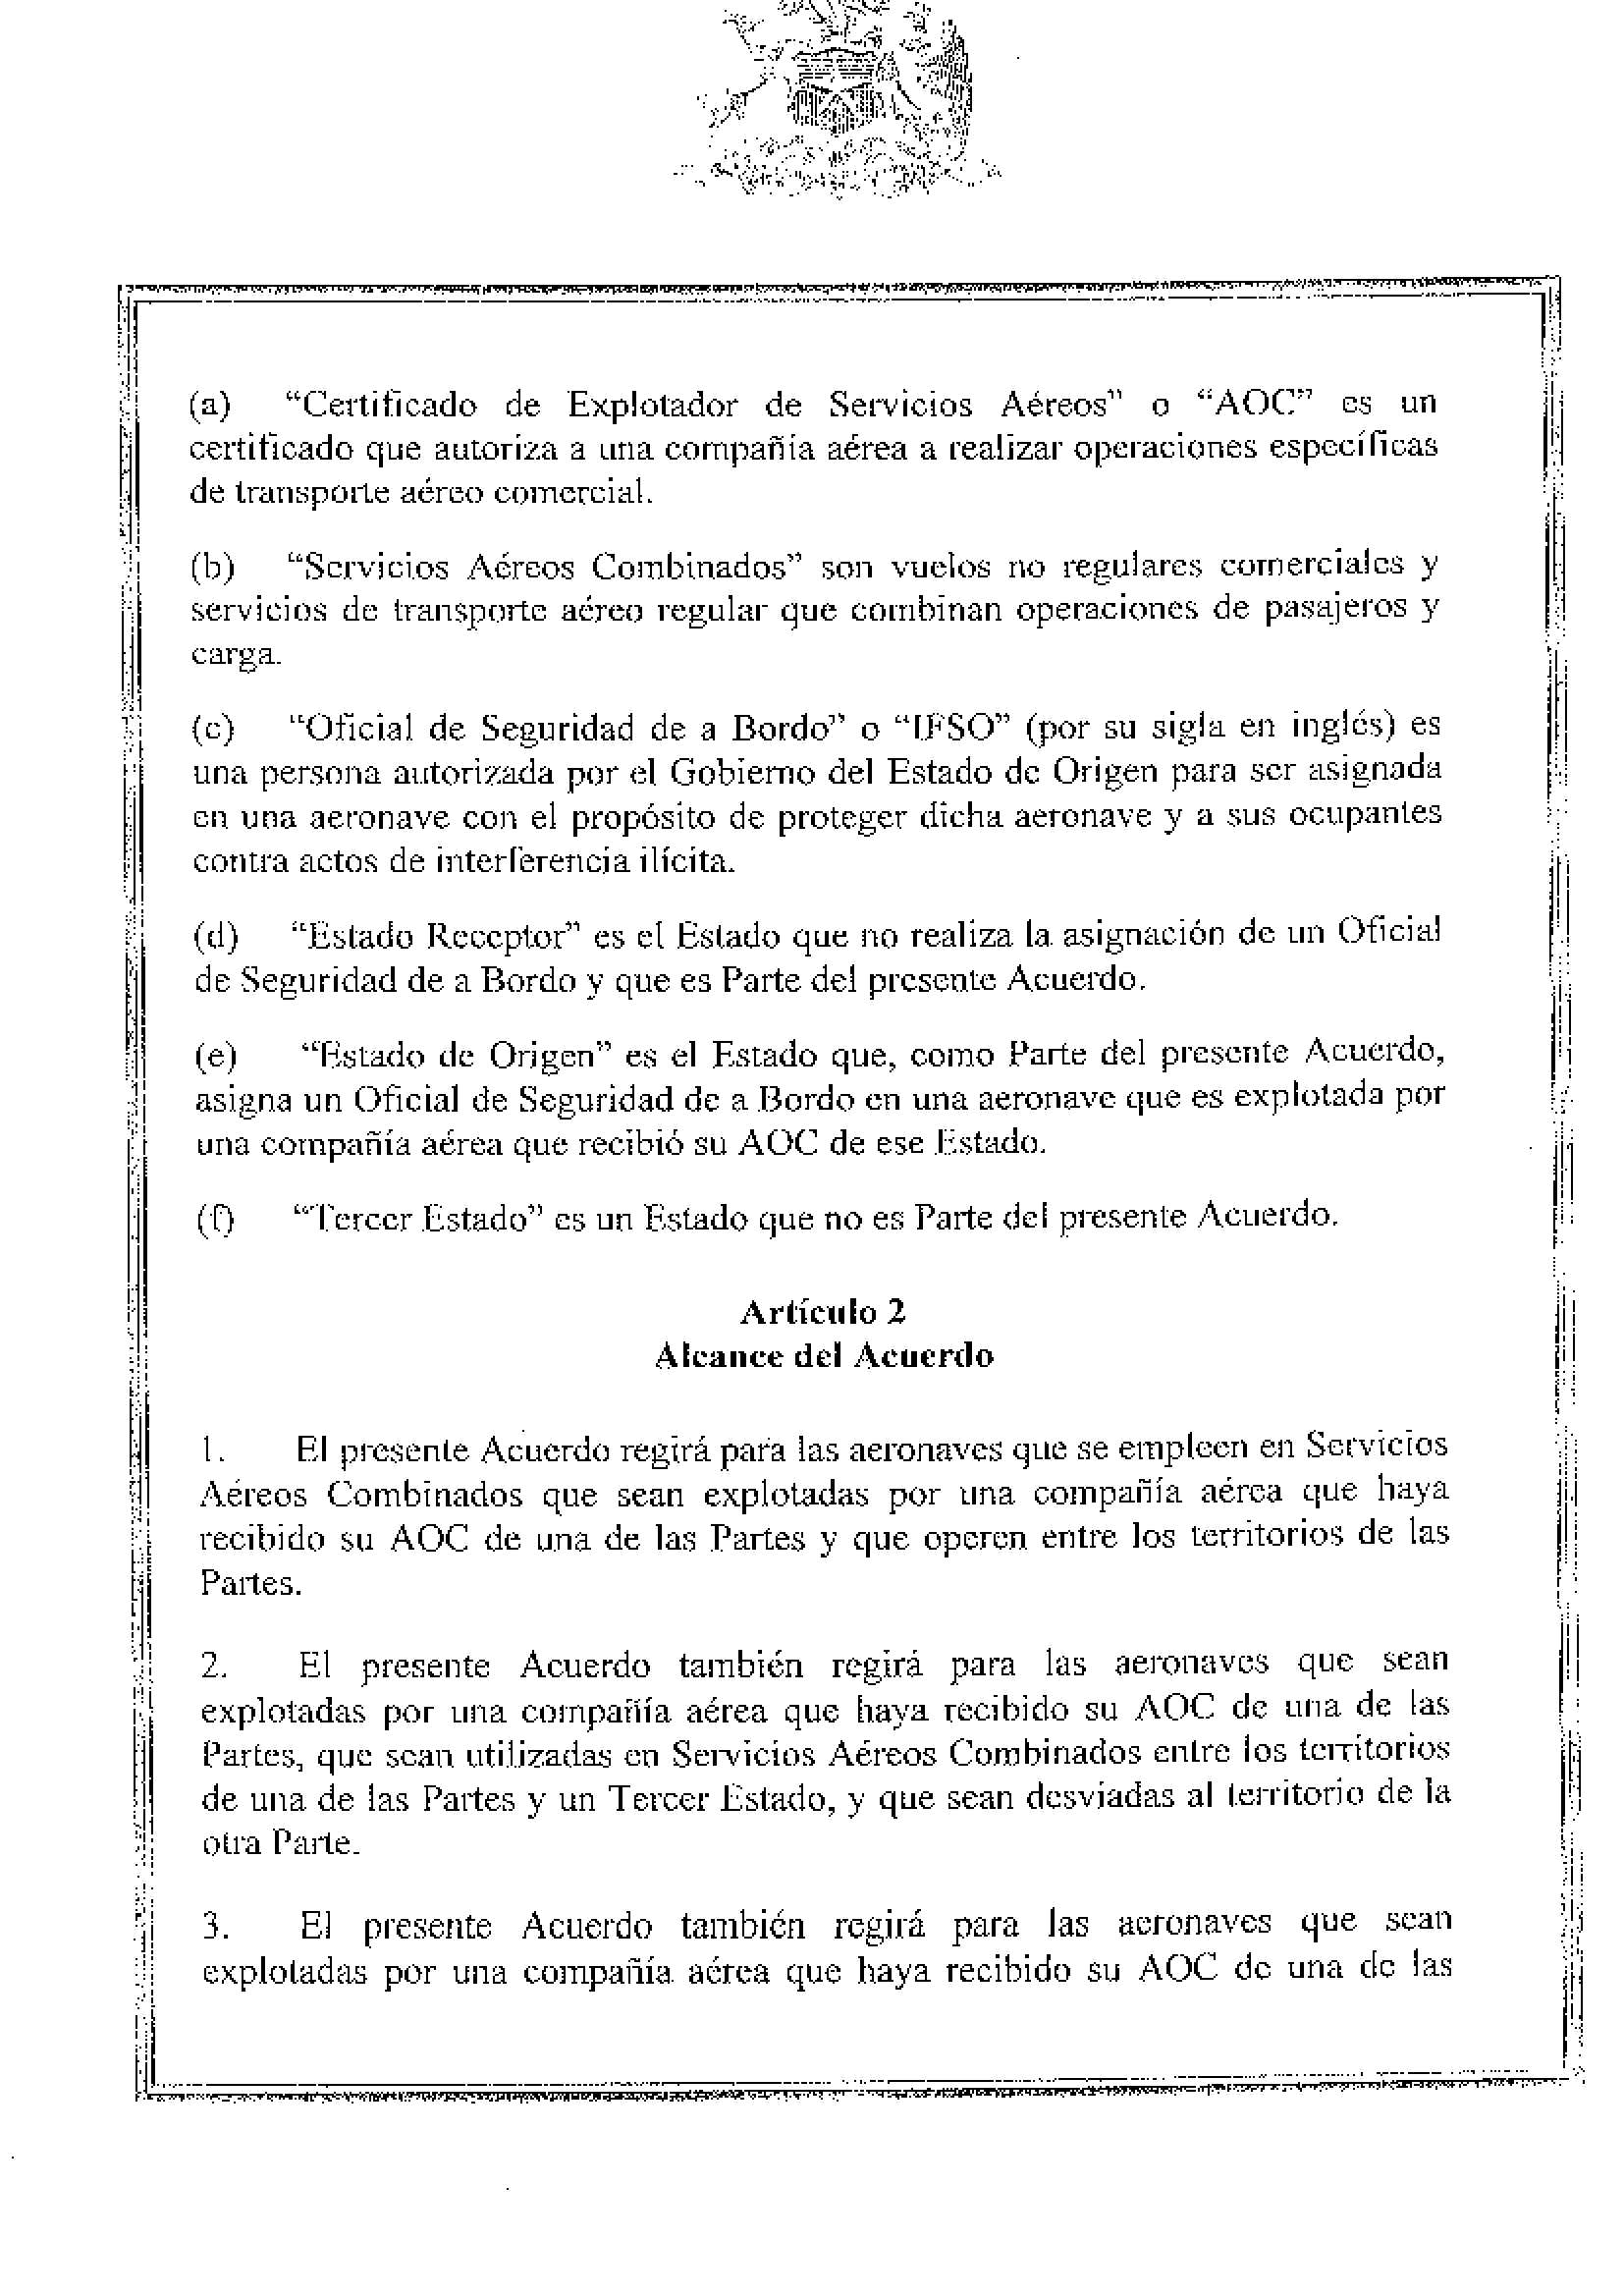 (a) “Certificado de Explotador de Servicios Aéreos” o “AOC” es un
certificado que autoriza a una compañía aérea a realizar operaciones específicas
de transporte aéreo comercial.
(b) “Servicios Aéreos Combinados” son vuelos no regulares comerciales y
servicios de transporte aéreo regular que combinan operaciones de pasajeros y
carga.
(c) “Oficial de Seguridad de a Bordo” o “IFSO” (por su sigla en inglés) es
una persona autorizada por el Gobierno del Estado de Origen para ser asignada
en una aeronave con el propósito de proteger dicha aeronave y a sus ocupantes
contra actos de interferencia ilícita.
(d) “Estado Receptor” es el Estado que no realiza la asignación de un Oficial
de Seguridad de a Bordo y que es Parte del presente Acuerdo.
(e) “Estado de Origen” es el Estado que, como Parte del presente Acuerdo,
asigna un Oficial de Seguridad de a Bordo en una aeronave que es explotada por
una compañía aérea que recibió su AOC de ese Estado.
(f) “Tercer Estado” es un Estado que no es Parte del presente Acuerdo.
Artículo 2
Alcance del Acuerdo
1. El presente Acuerdo regirá para las aeronaves que se empleen en Servicios
Aéreos Combinados que sean explotadas por una compañía aérea que haya
recibido su AOC de una de las Partes y que operen entre los territorios de las
Partes.
2. El presente Acuerdo también regirá para las aeronaves que sean
explotadas por una compañía aérea que haya recibido su AOC de una de las
Partes, que sean utilizadas en Servicios Aéreos Combinados entre los territorios
de una de las Partes y un Tercer Estado, y que sean desviadas al territorio de la
otra Parte.
3. El presente Acuerdo también regirá para las aeronaves que sean
explotadas por una compañía aérea que haya recibido su AOC de una de las